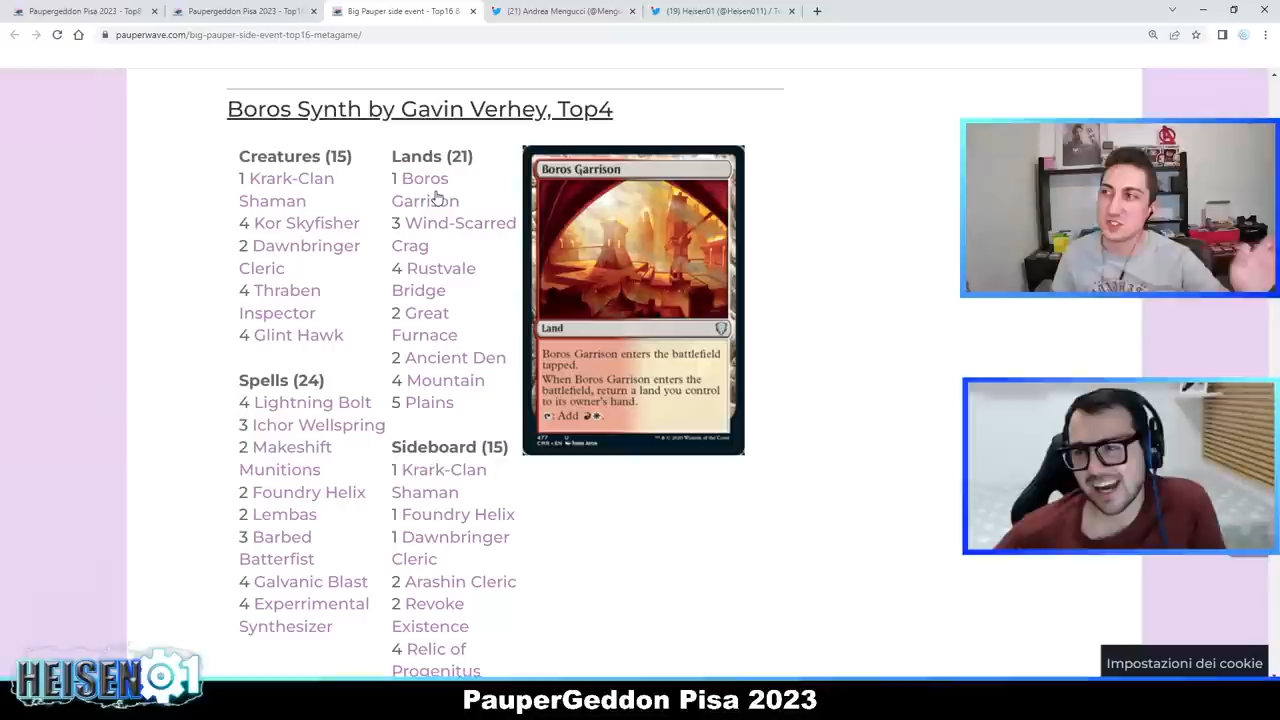 Paupergeddon Pisa 2023 - Top8
Paupergeddon Pisa 2023 - Top16
Big Pauper side event - Top16 &
(21) Andrea Mengucci (@Mengu
(19) Heisen01 (@Heisen011) / T
pauperwave.com/big-pauper-side-event-top16-metagame/
Boros Synth by Gavin Verhey, Top4
Creatures (15)
1 Krark-Clan
Shaman
4 Kor Skyfisher
2 Dawnbringer
Cleric
4 Thraben
Inspector
4 Glint Hawk
Spells (24)
4 Lightning Bolt
3 Ichor Wellspring
2 Makeshift
Munitions
2 Foundry Helix
2 Lembas
3 Barbed
Batterfist
4 Galvanic Blast
4 Experrimental
Synthesizer
Lands (21)
1 Boros
Garrison
3 Wind-Scarred
Crag
4 Rustvale
Bridge
2 Great
Furnace
2 Ancient Den
4 Mountain
5 Plains
Sideboard (15)
1 Krark-Clan
Shaman
1 Foundry Helix
1 Dawnbringer
Cleric
2 Arashin Cleric
2 Revoke
Existence
4 Relic of
Progenitus
Boros Garrison
Land
Boros Garrison enters the battlefield
tapped.
When Boros Garrison enters the
battlefield, return a land you control
to its owner's hand.
: Add
Impostazioni dei cookie
HEISEN 01
PauperGeddon Pisa 2023